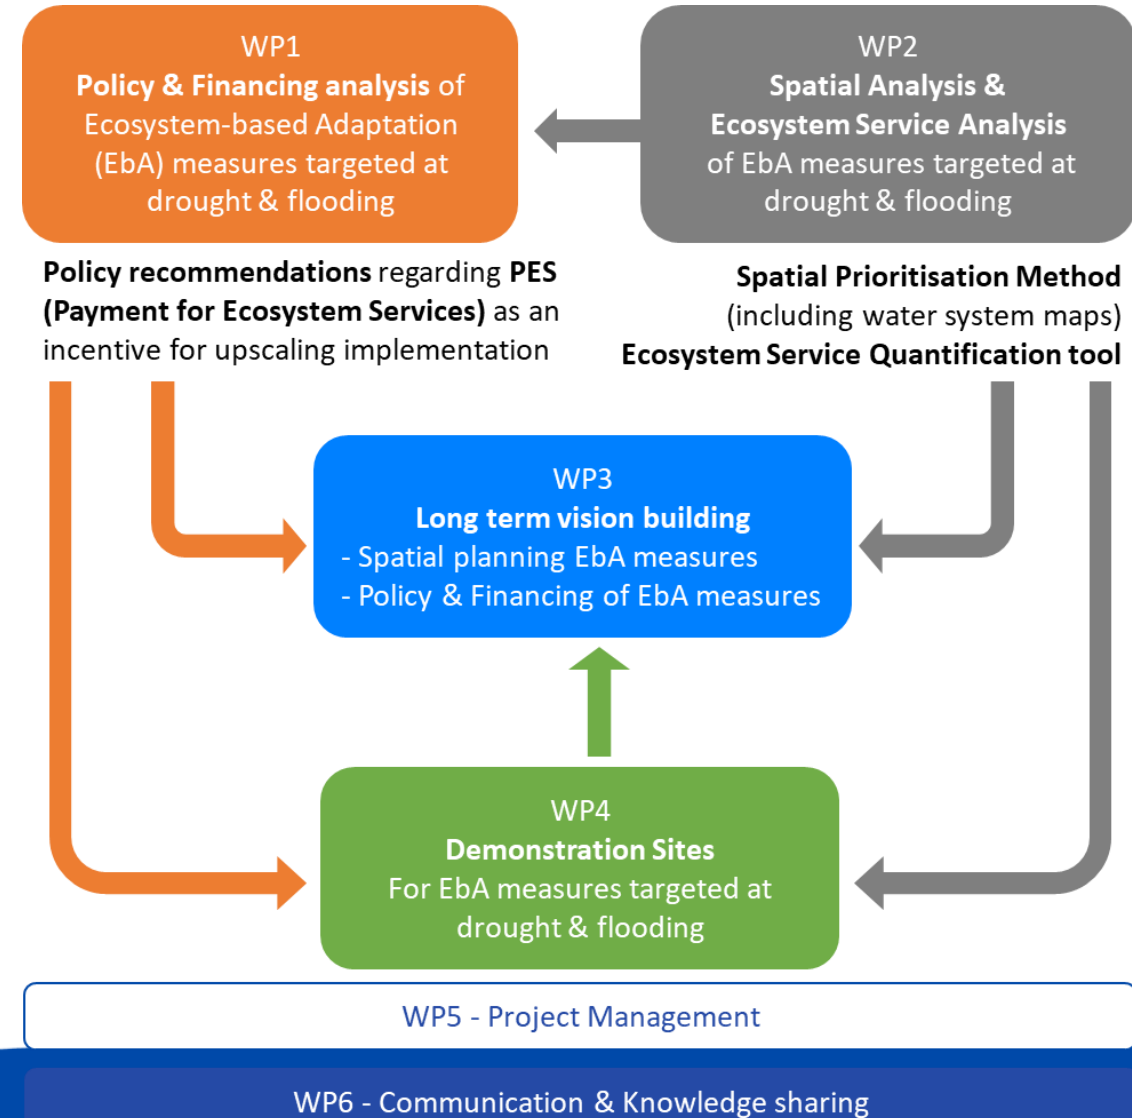 WP1
Policy & Financing analysis of
Ecosystem-based Adaptation
(EbA) measures targeted at
drought & flooding
WP2
Spatial Analysis &
Ecosystem Service Analysis
of EbA measures targeted at
drought & flooding
Policy recommendations regarding PES
(Payment for Ecosystem Services) as an
incentive for upscaling implementation
Spatial Prioritisation Method
(including water system maps)
Ecosystem Service Quantification tool
WP3
Long term vision building
- Spatial planning EbA measures
- Policy & Financing of EbA measures
WP4
Demonstration Sites
For EbA measures targeted at
drought & flooding
WP5 - Project Management
WP6 - Communication & Knowledge sharing